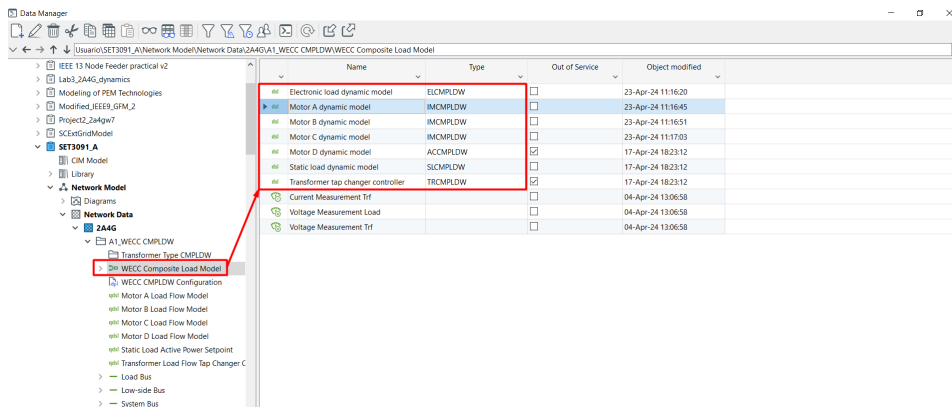 Data Manager
Usuario\SET3091_A\Network Model\Network Data\2A4G\A1_WECC CMPLDW\WECC Composite Load Model
IEEE 13 Node Feeder practical v2
Lab3_2A4G_dynamics
Modeling of PEM Technologies
Modified_IEEE9_GFM_2
Project2_2a4gw7
SCExtGridModel
SET3091_A
CIM Model
Library
Network Model
Diagrams
Network Data
2A4G
A1_WECC CMPLDW
Transformer Type CMPLDW
WECC Composite Load Model
WECC CMPLDW Configuration
Motor A Load Flow Model
Motor B Load Flow Model
Motor C Load Flow Model
Motor D Load Flow Model
Static Load Active Power Setpoint
Transformer Load Flow Tap Changer C
Load Bus
Low-side Bus
System Bus
Name Type Out of Service Object modified
Electronic load dynamic model ELCMPLDW 23-Apr-24 11:16:20
Motor A dynamic model IMCMPLDW 23-Apr-24 11:16:45
Motor B dynamic model IMCMPLDW 23-Apr-24 11:16:51
Motor C dynamic model IMCMPLDW 23-Apr-24 11:17:03
Motor D dynamic model ACCMPLDW 17-Apr-24 18:23:12
Static load dynamic model SLCMPLDW 17-Apr-24 18:23:12
Transformer tap changer controller TRCMPLDW 17-Apr-24 18:23:12
Current Measurement Trf 04-Apr-24 13:06:58
Voltage Measurement Load 04-Apr-24 13:06:58
Voltage Measurement Trf 04-Apr-24 13:06:58